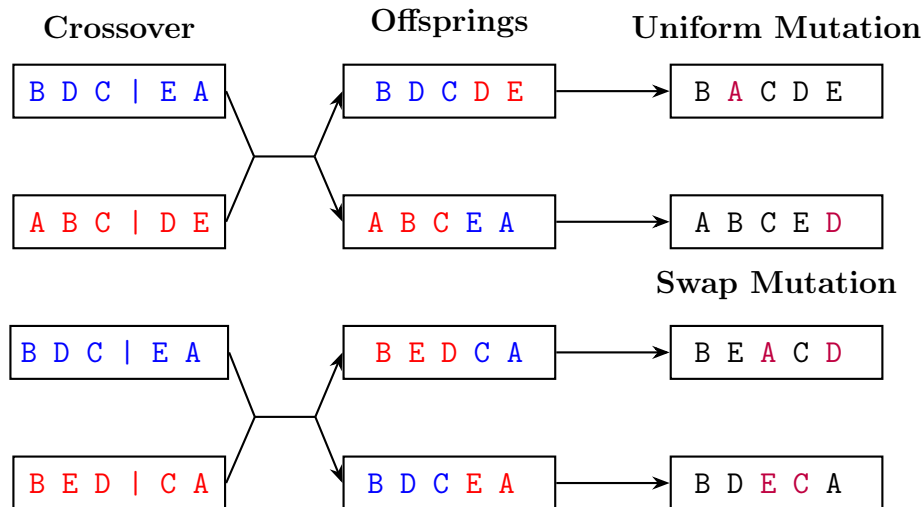 Crossover Offsprings Uniform Mutation
B D C | E A B D C D E B A C D E
A B C | D E A B C E A A B C E D
Swap Mutation
B D C | E A B E D C A B E A C D
B E D | C A B D C E A B D E C A